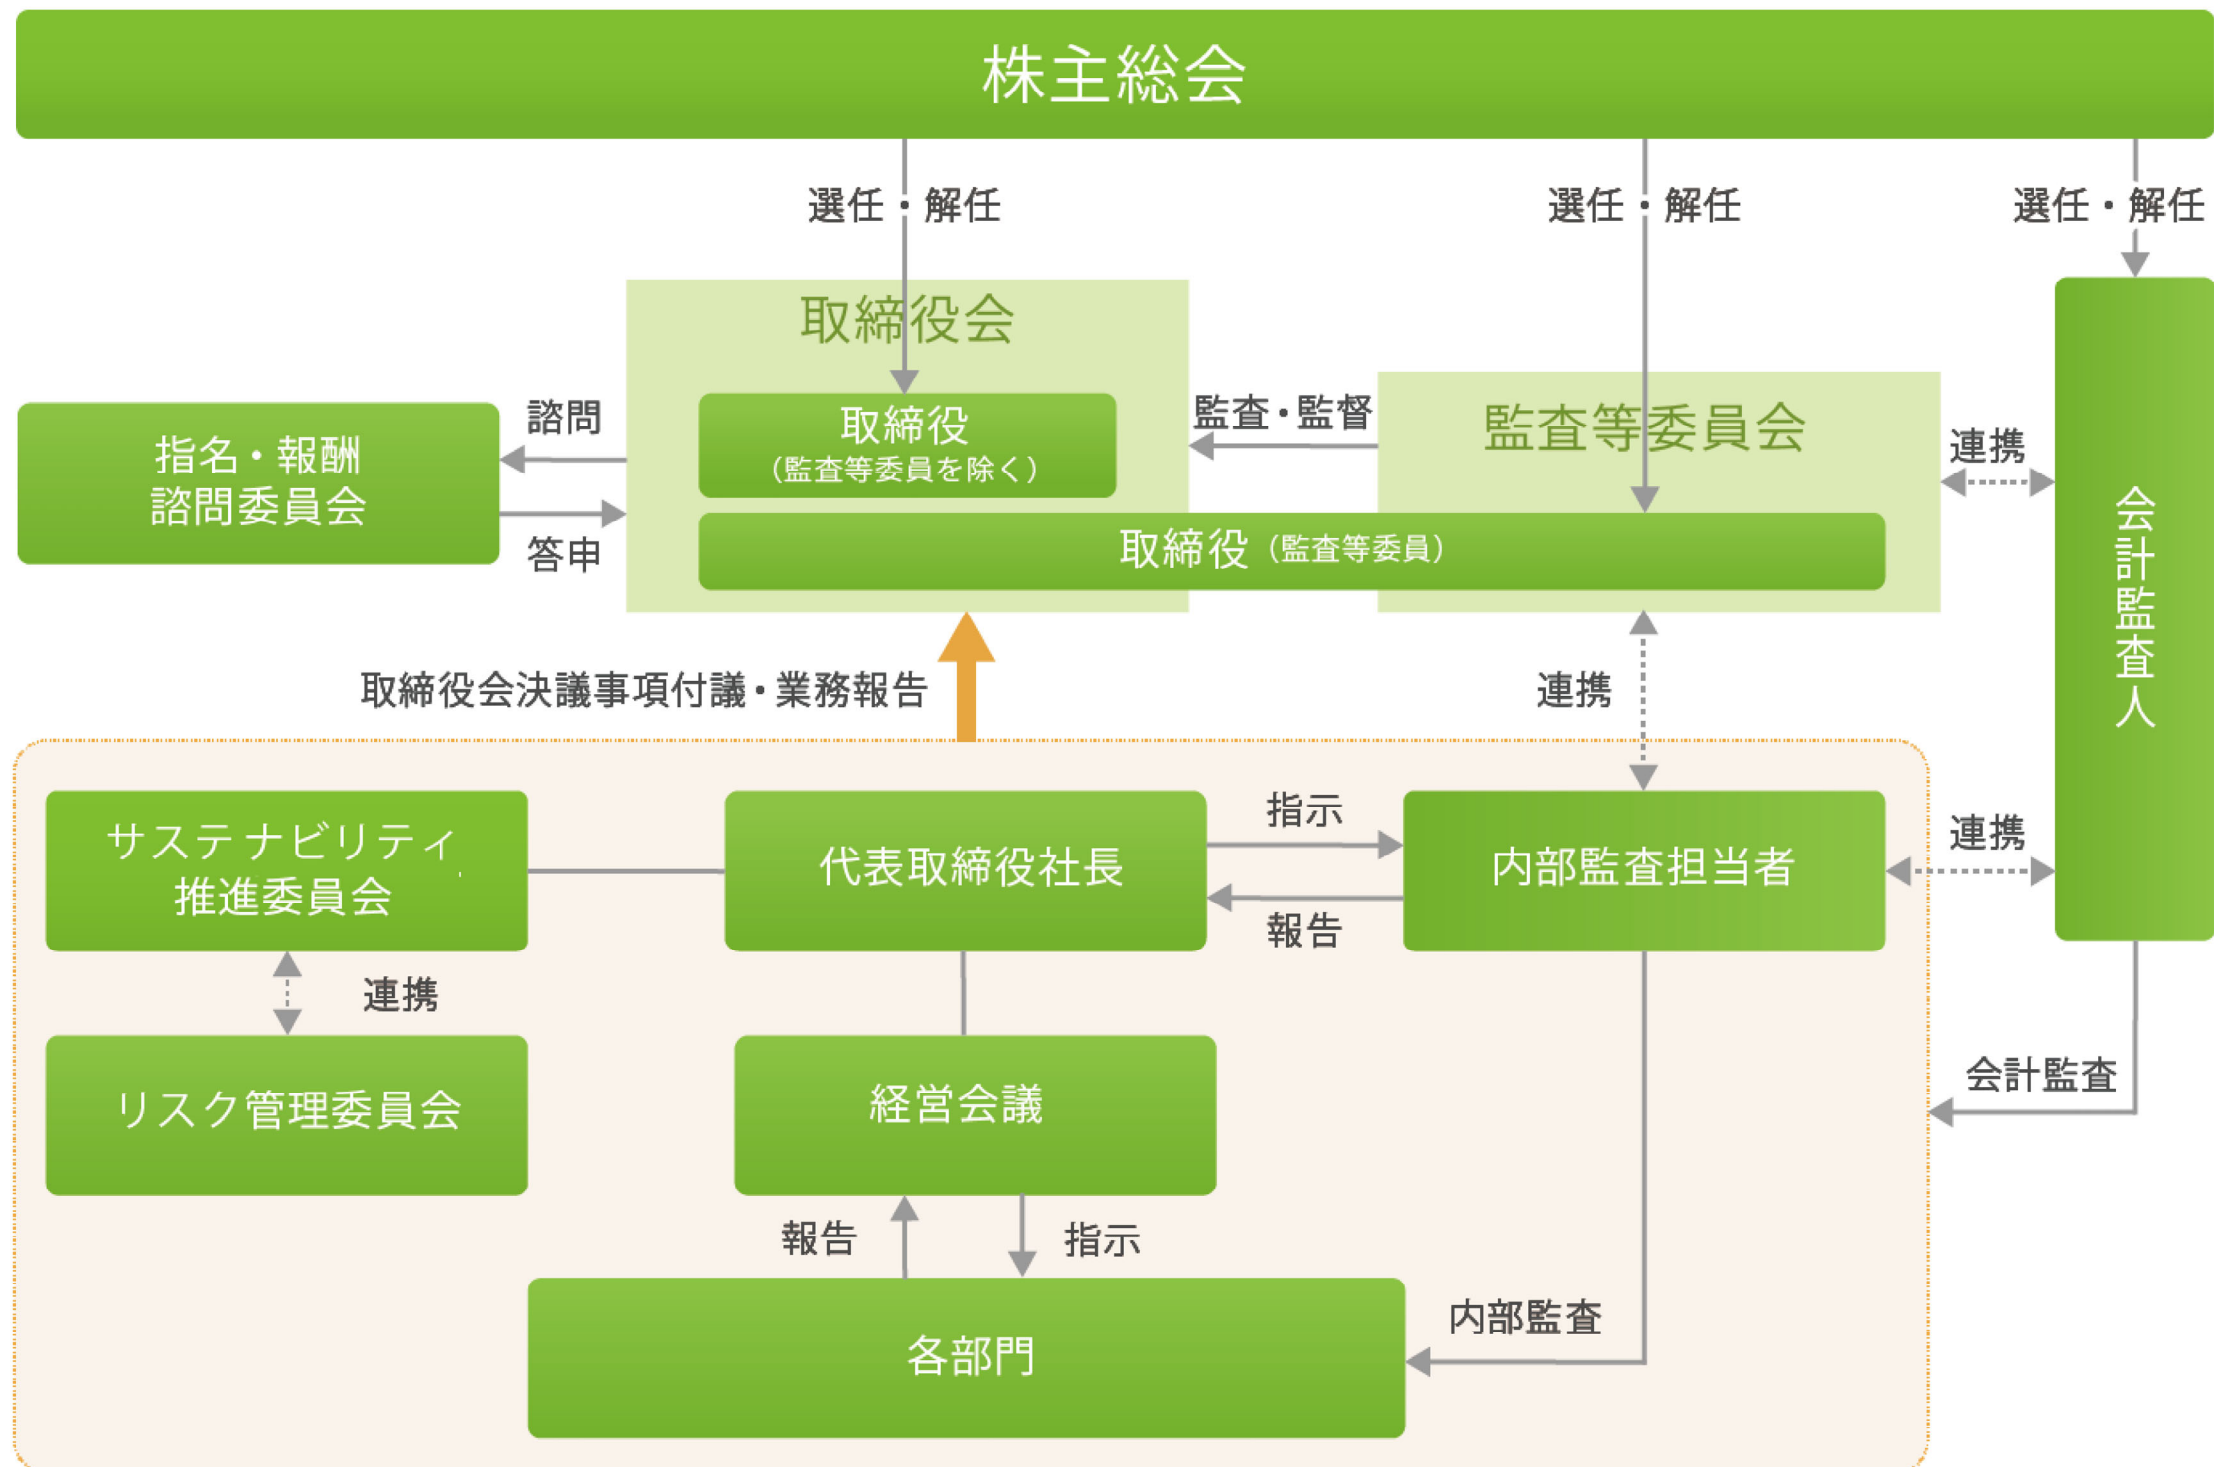 株主総会
選任・解任
選任・解任
選任・解任
取締役会
取締役
（監査等委員を除く）
監査・監督
監査等委員会
連携
諮問
指名・報酬
諮問委員会
答申
取締役（監査等委員）
会計監査人
取締役会決議事項付議・業務報告
連携
サステナビリティ
推進委員会
代表取締役社長
指示
報告
内部監査担当者
連携
連携
リスク管理委員会
経営会議
会計監査
報告
指示
各部門
内部監査